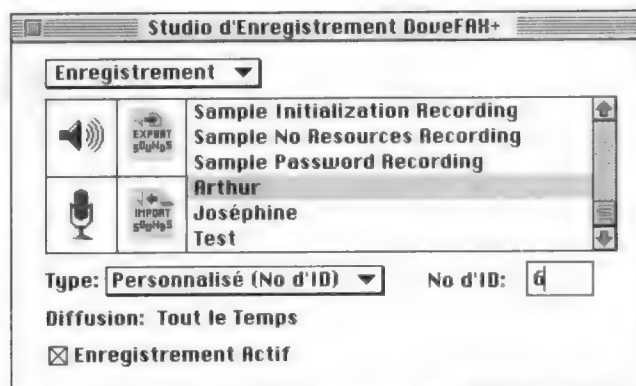 Studio d'Enregistrement DoveFAX+
Enregistrement
EXPORT
SOUNDS
IMPORT
SOUNDS
Sample Initialization Recording
Sample No Resources Recording
Sample Password Recording
Arthur
Joséphine
Test
Type: Personnalisé (No d'ID) No d'ID: 6
Diffusion: Tout le Temps
Enregistrement Actif